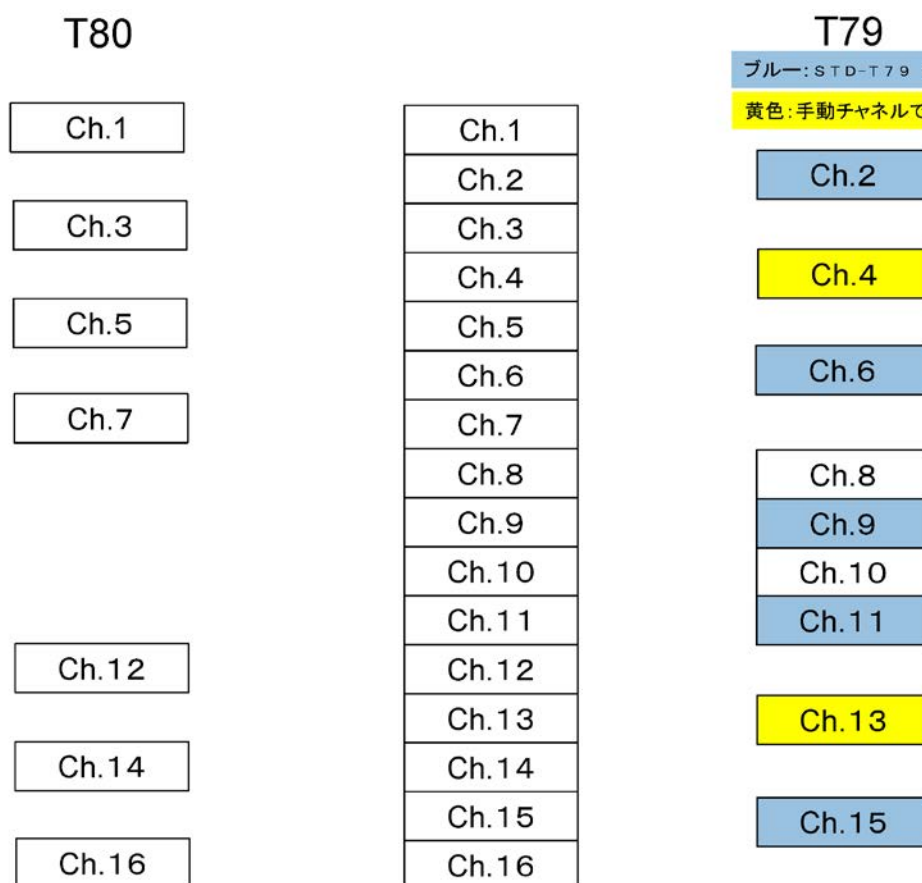 T80
Ch.1
Ch.3
Ch.5
Ch.7
Ch.12
Ch.14
Ch.16
Ch.1
Ch.2
Ch.3
Ch.4
Ch.5
Ch.6
Ch.7
Ch.8
Ch.9
Ch.10
Ch.11
Ch.12
Ch.13
Ch.14
Ch.15
Ch.16
T79
ブルー:STD-T79
黄色:手動チャネルで
Ch.2
Ch.4
Ch.6
Ch.8
Ch.9
Ch.10
Ch.11
Ch.13
Ch.15